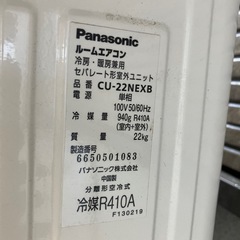 Panasonic
ルームエアコン
冷房・暖房兼用
セパレート形室外ユニット
品番 CU-22NEXB
電源 単相
100V 50/60Hz
冷媒 940g R410A
(室内+室外)
質量 22kg
製造番号
6650501083
パナソニック株式会社
中国製
分離形空冷式
冷媒R410A
F130219